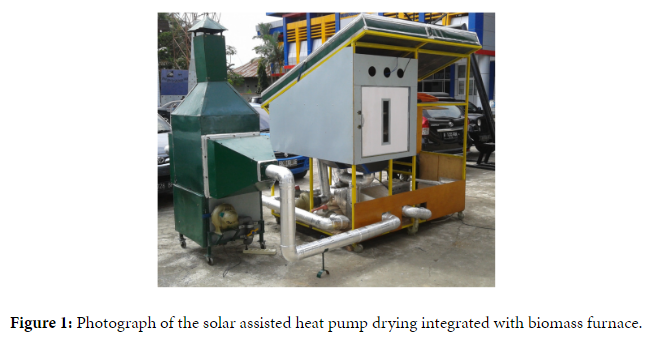 Figure 1: Photograph of the solar assisted heat pump drying integrated with biomass furnace.